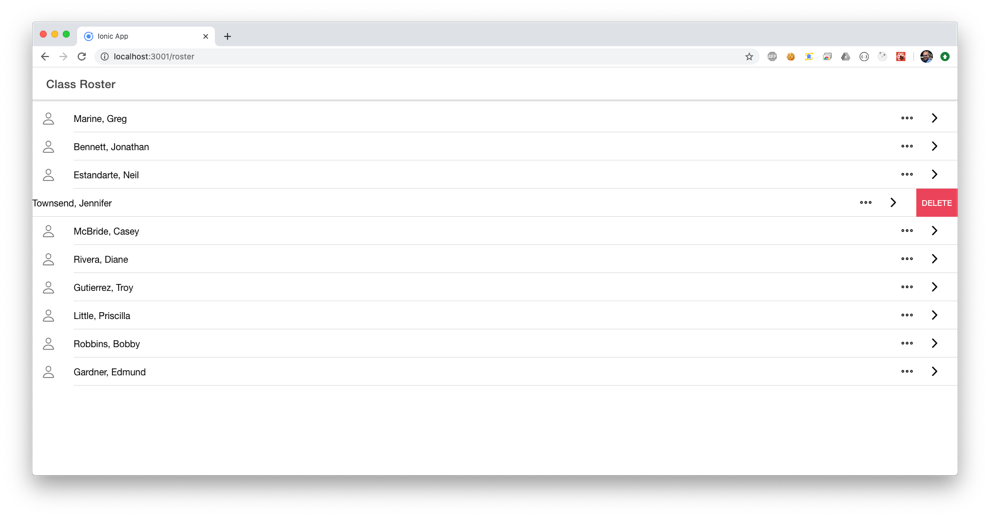 Ionic App
localhost:3001/roster
Class Roster
Marine, Greg
Bennett, Jonathan
Estandarte, Neil
Townsend, Jennifer
DELETE
McBride, Casey
Rivera, Diane
Gutierrez, Troy
Little, Priscilla
Robbins, Bobby
Gardner, Edmund